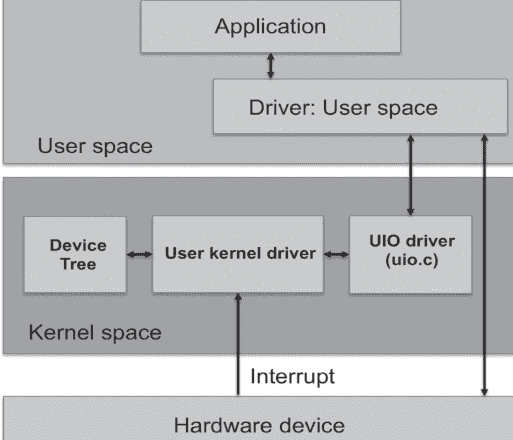 Application
Driver: User space
User space
Device
Tree
User kernel driver
UIO driver
(uio.c)
Kernel space
Interrupt
Hardware device